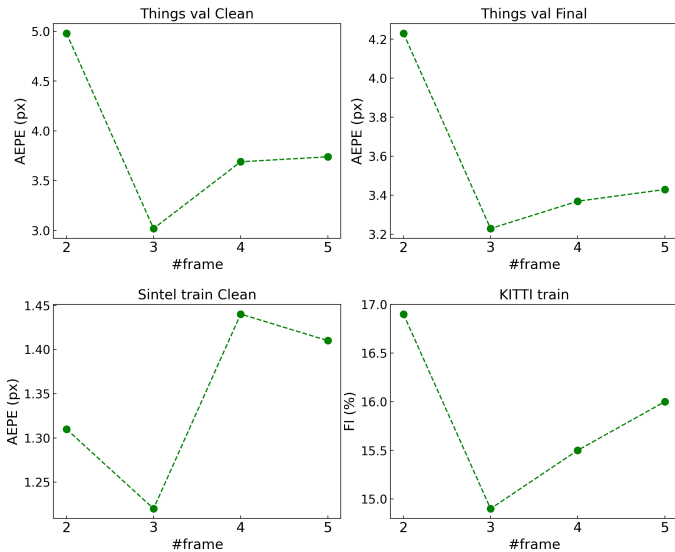 Things val Clean
AEPE (px)
5.0
4.5
4.0
3.5
3.0
2 3 4 5
#frame
Things val Final
AEPE (px)
4.2
4.0
3.8
3.6
3.4
3.2
2 3 4 5
#frame
Sintel train Clean
AEPE (px)
1.45
1.40
1.35
1.30
1.25
2 3 4 5
#frame
KITTI train
FI (%)
17.0
16.5
16.0
15.5
15.0
2 3 4 5
#frame